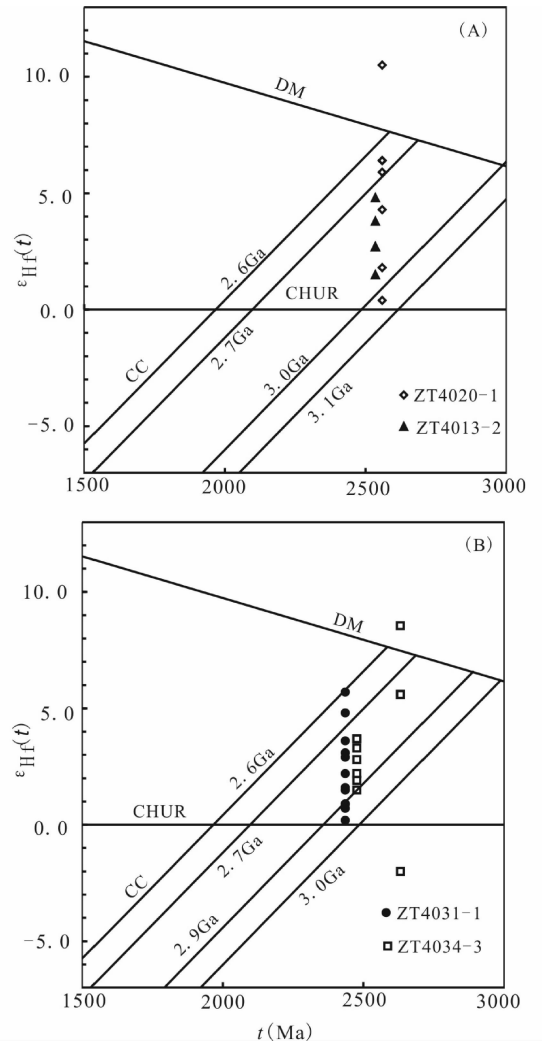 (A)
10.0
DM
5.0
εHf(t)
2.6Ga
CHUR
0.0
2.7Ga
CC
3.0Ga
3.1Ga
ZT4020-1
ZT4013-2
-5.0
1500 2000 2500 3000
(B)
10.0
DM
5.0
εHf(t)
2.6Ga
CHUR
0.0
2.7Ga
CC
3.0Ga
2.9Ga
ZT4031-1
ZT4034-3
-5.0
1500 2000 2500 3000
t(Ma)